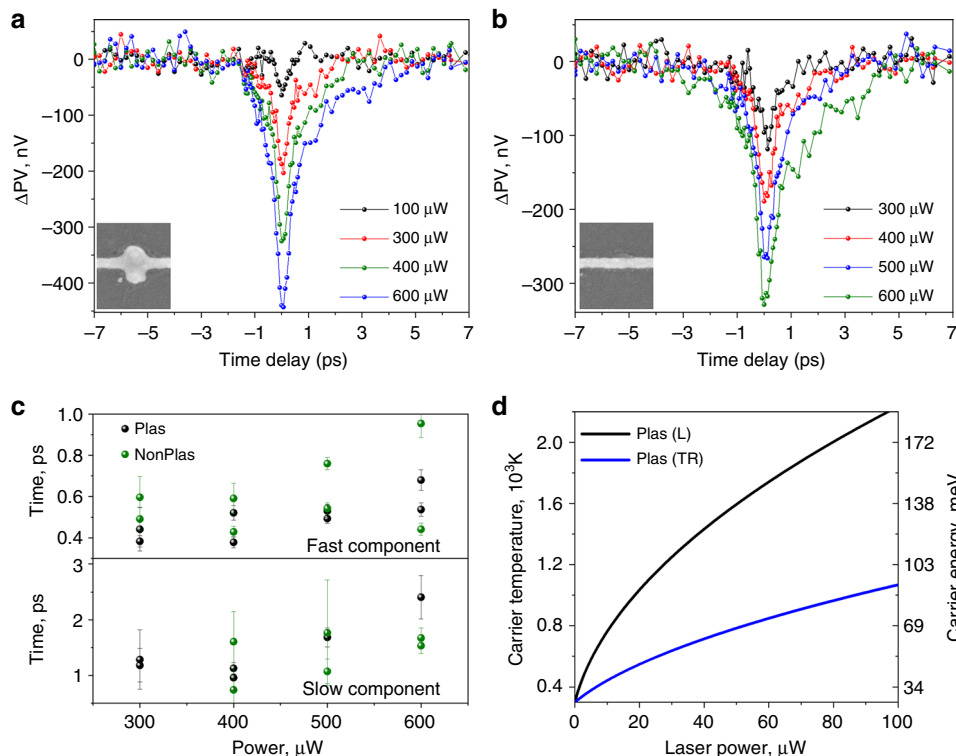 a
b
0
−100
−200
−300
−400
ΔPV, nV
100 μW
300 μW
400 μW
600 μW
−7
−5
−3
−1
1
3
5
7
Time delay (ps)
0
−100
−200
−300
ΔPV, nV
300 μW
400 μW
500 μW
600 μW
−7
−5
−3
−1
1
3
5
7
Time delay (ps)
c
d
1.0
0.8
0.6
0.4
Time, ps
Plas
NonPlas
Fast component
3
2
1
Time, ps
Slow component
300
400
500
600
Power, μW
2.0
1.6
1.2
0.8
0.4
Carrier temperature, 10³K
Plas (L)
Plas (TR)
172
138
103
69
34
Carrier energy, meV
0
20
40
60
80
100
Laser power, μW